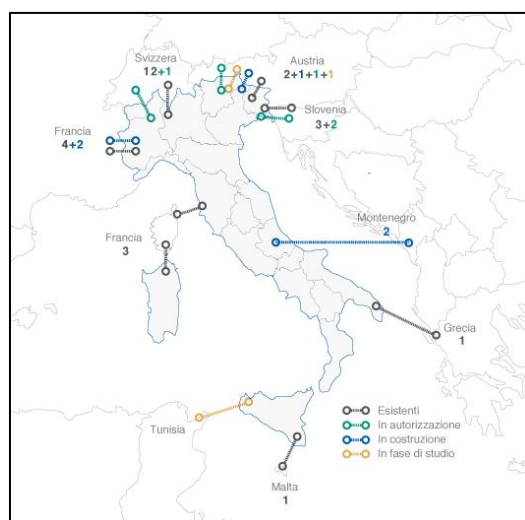 Svizzera
12+1
Austria
2+1+1+1
Slovenia
3+2
Francia
4+2
Montenegro
2
Francia
3
Grecia
1
Tunisia
Malta
1
Esistenti
In autorizzazione
In costruzione
In fase di studio